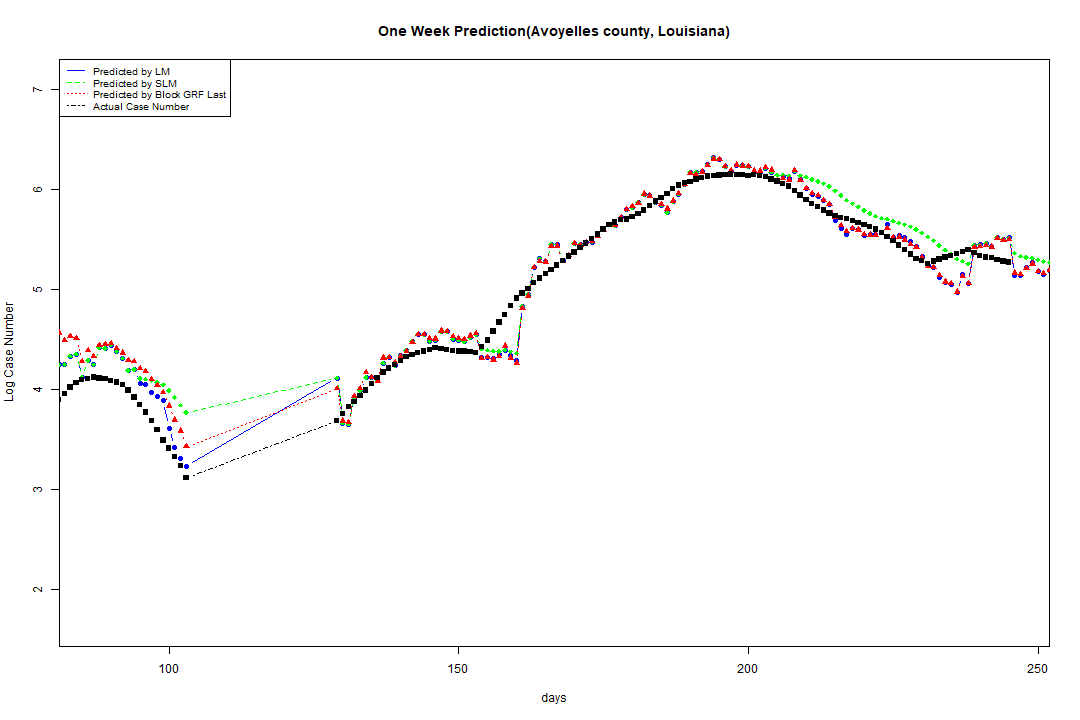 One Week Prediction(Avoyelles county, Louisiana)
Predicted by LM
Predicted by SLM
Predicted by Block GRF Last
Actual Case Number
7
6
5
4
3
2
Log Case Number
100 150 200 250
days